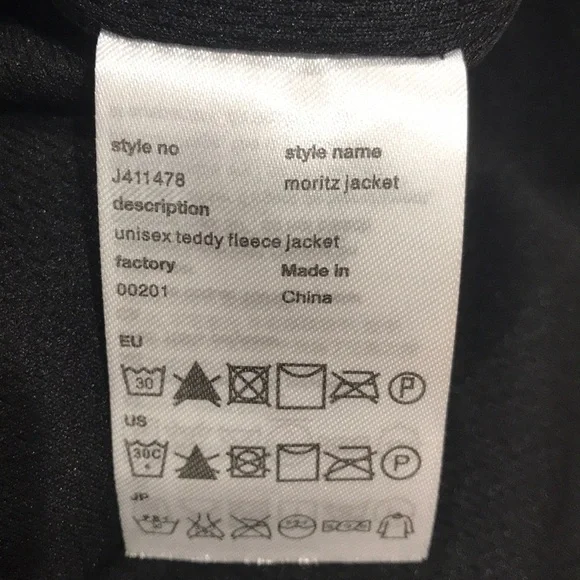 style no style name
J411478 moritz jacket
description
unisex teddy fleece jacket
factory Made in
00201 China
EU
30 P
US
30C P
JP